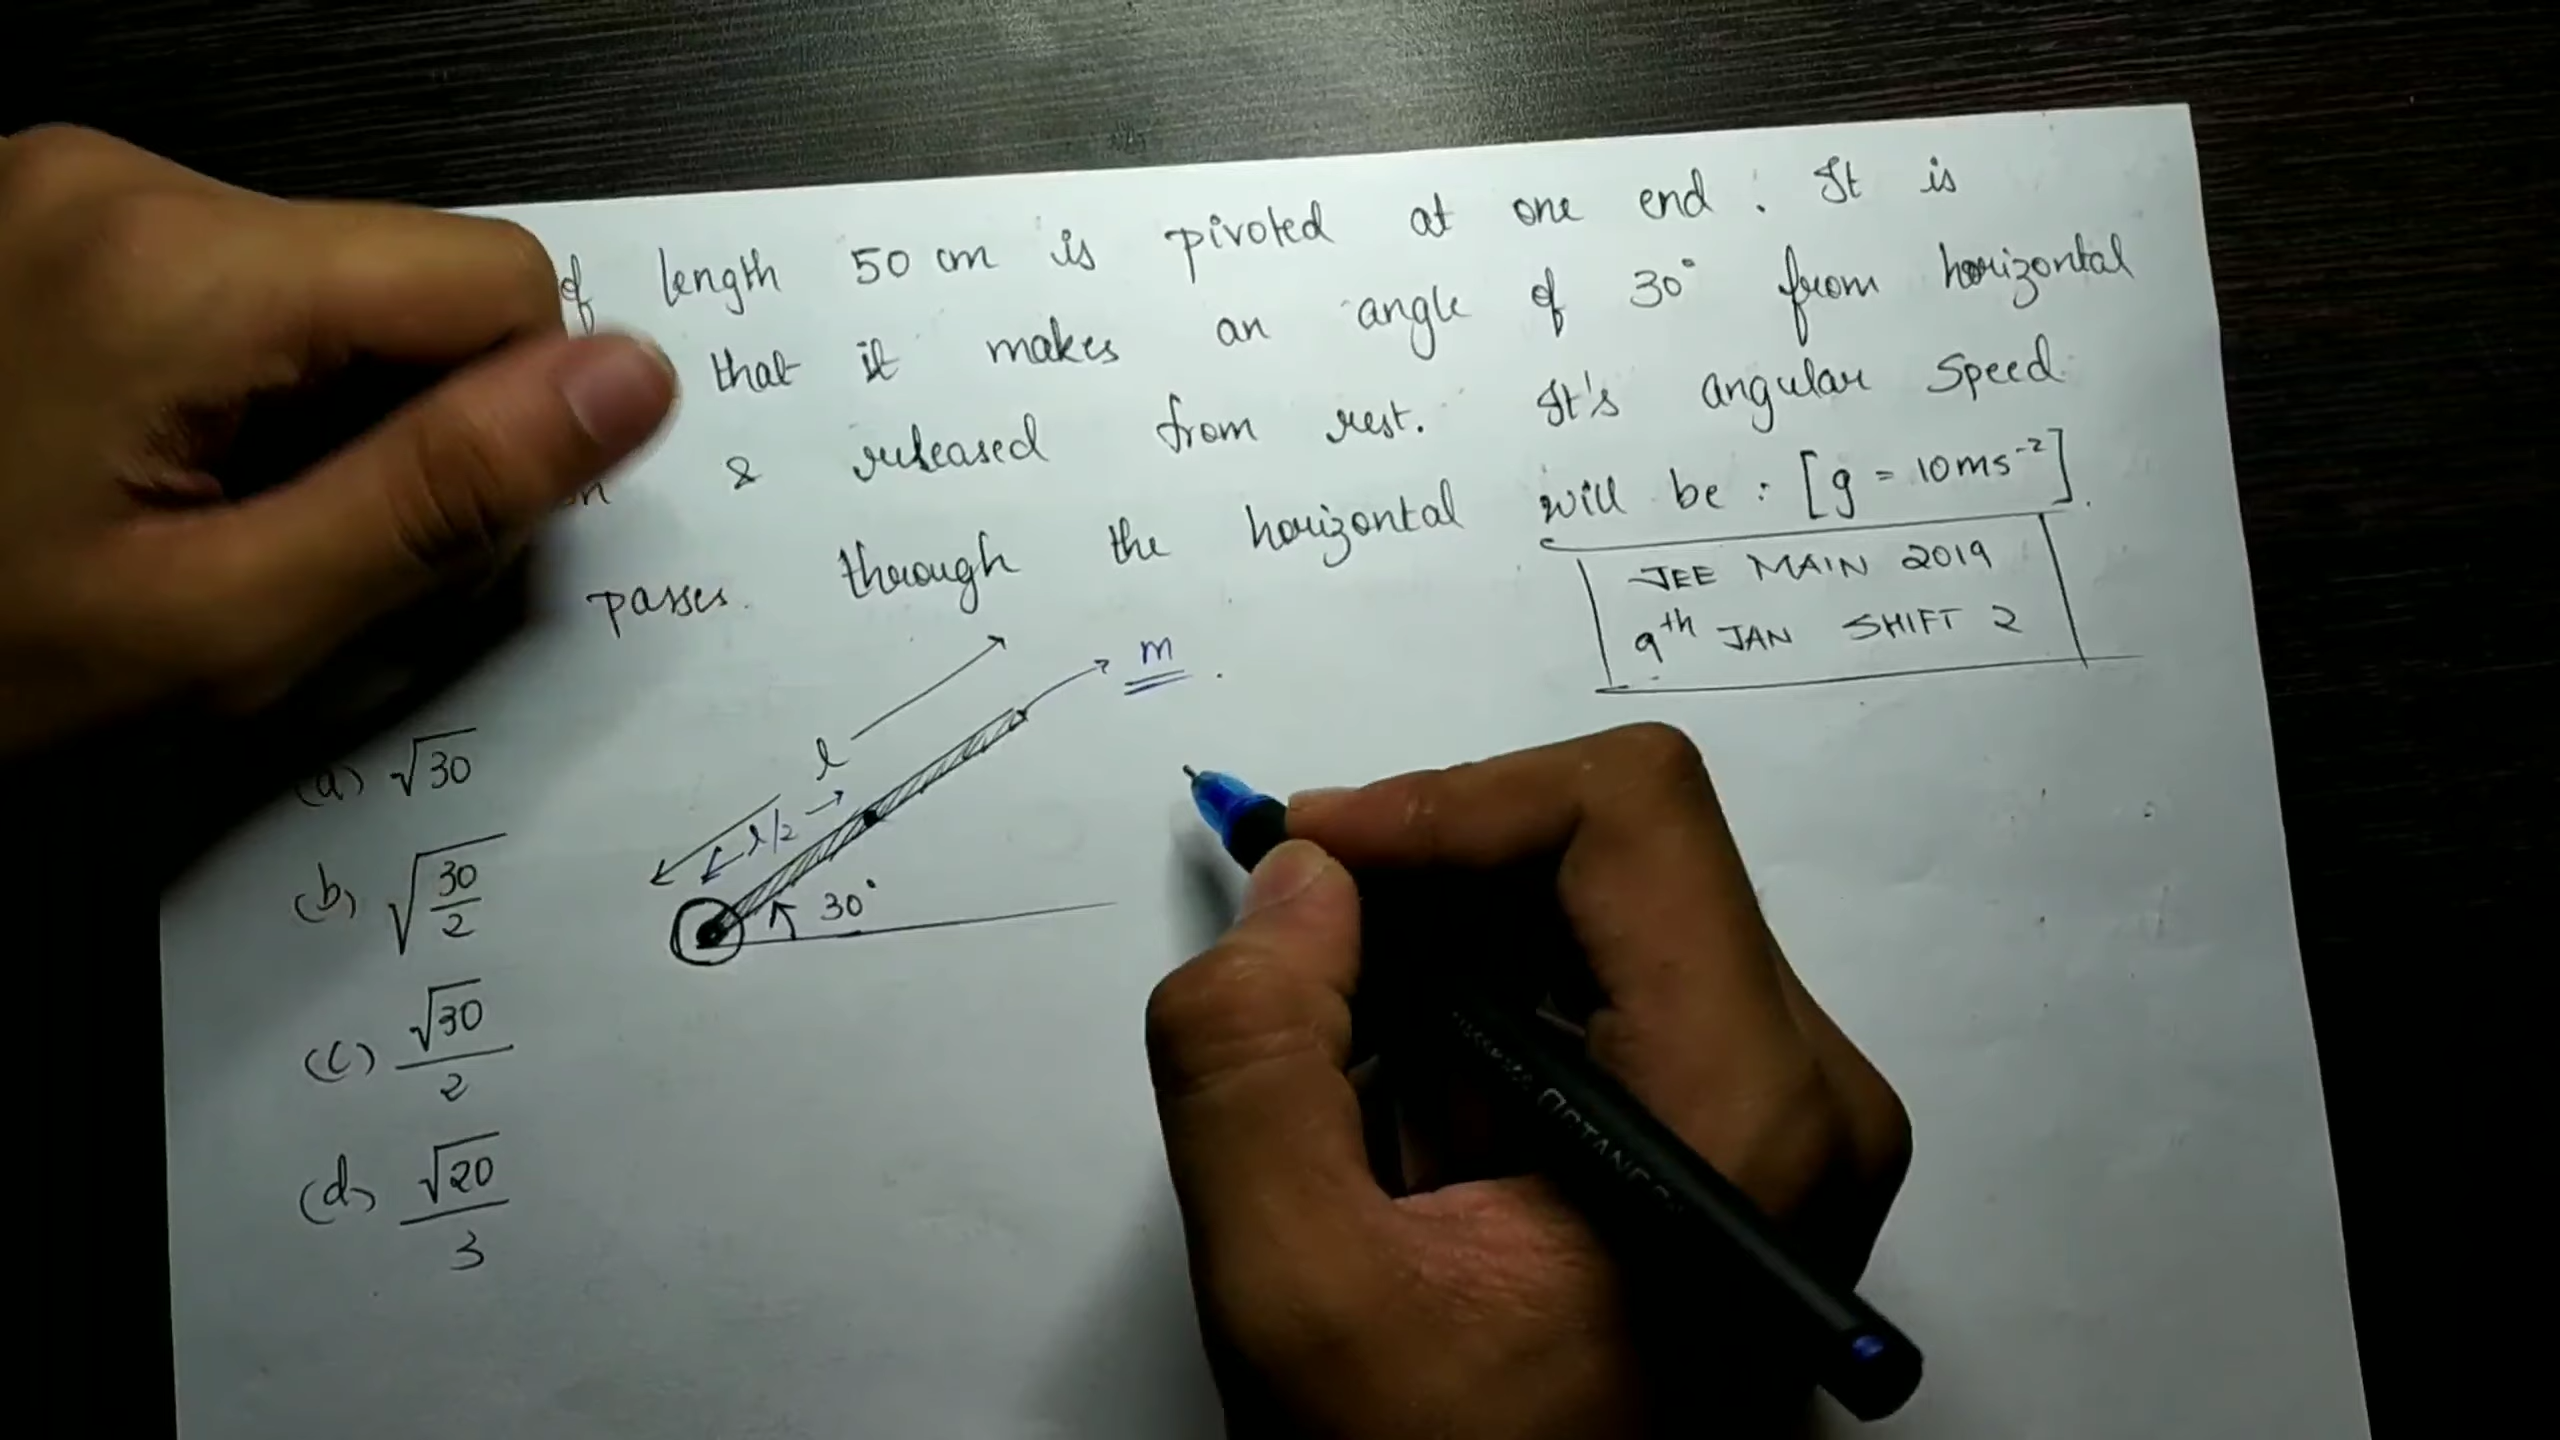 of length 50 cm is pivoted at one end. It is
that it makes an angle of 30° from horizontal
& released from rest. It's angular speed
passes through the horizontal will be : [g = 10ms⁻²].
JEE MAIN 2019
9th JAN SHIFT 2
m
l
l/2
30°
(a) √30
(b) √(30/2)
(c) √30/2
(d) √20/3
OCTANE